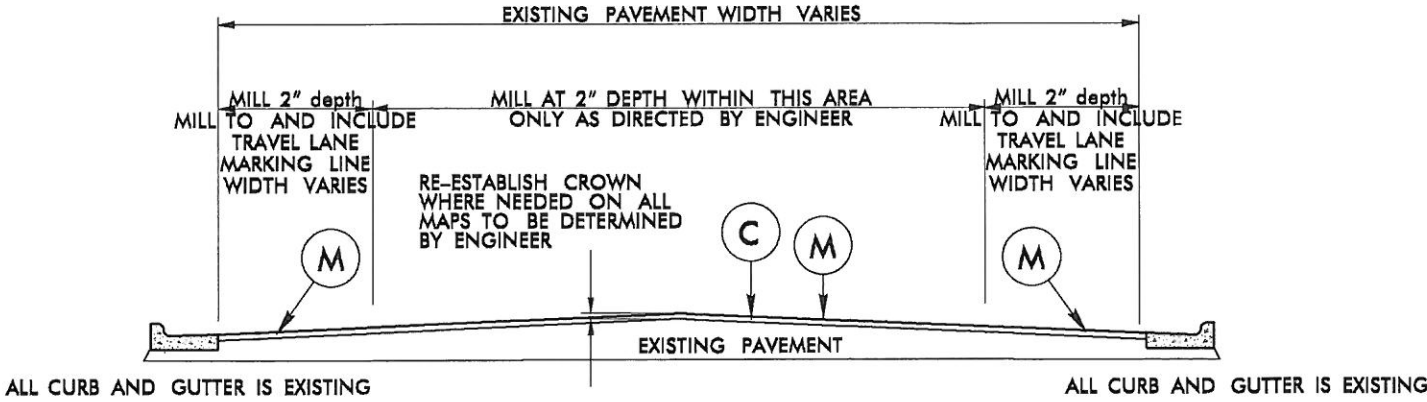 EXISTING PAVEMENT WIDTH VARIES
MILL 2" depth
MILL TO AND INCLUDE
TRAVEL LANE
MARKING LINE
WIDTH VARIES
MILL AT 2" DEPTH WITHIN THIS AREA
ONLY AS DIRECTED BY ENGINEER
MILL 2" depth
MILL TO AND INCLUDE
TRAVEL LANE
MARKING LINE
WIDTH VARIES
RE-ESTABLISH CROWN
WHERE NEEDED ON ALL
MAPS TO BE DETERMINED
BY ENGINEER
M
C
M
M
EXISTING PAVEMENT
ALL CURB AND GUTTER IS EXISTING
ALL CURB AND GUTTER IS EXISTING